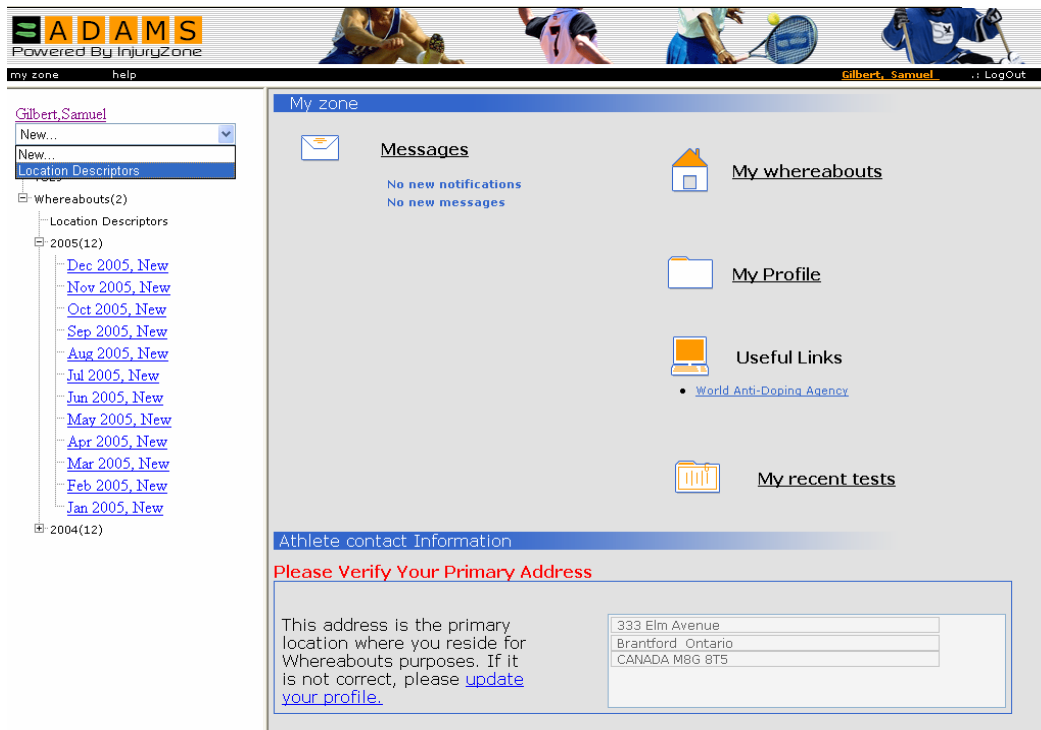 ADAMS
Powered By InjuryZone
my zone help Gilbert, Samuel .: LogOut
Gilbert,Samuel
New...
New...
Location Descriptors
Whereabouts(2)
Location Descriptors
2005(12)
Dec 2005, New
Nov 2005, New
Oct 2005, New
Sep 2005, New
Aug 2005, New
Jul 2005, New
Jun 2005, New
May 2005, New
Apr 2005, New
Mar 2005, New
Feb 2005, New
Jan 2005, New
2004(12)
My zone
Messages
No new notifications
No new messages
My whereabouts
My Profile
Useful Links
World Anti-Doping Agency
My recent tests
Athlete contact Information
Please Verify Your Primary Address
This address is the primary
location where you reside for
Whereabouts purposes. If it
is not correct, please update
your profile.
333 Elm Avenue
Brantford Ontario
CANADA M8G 8T5